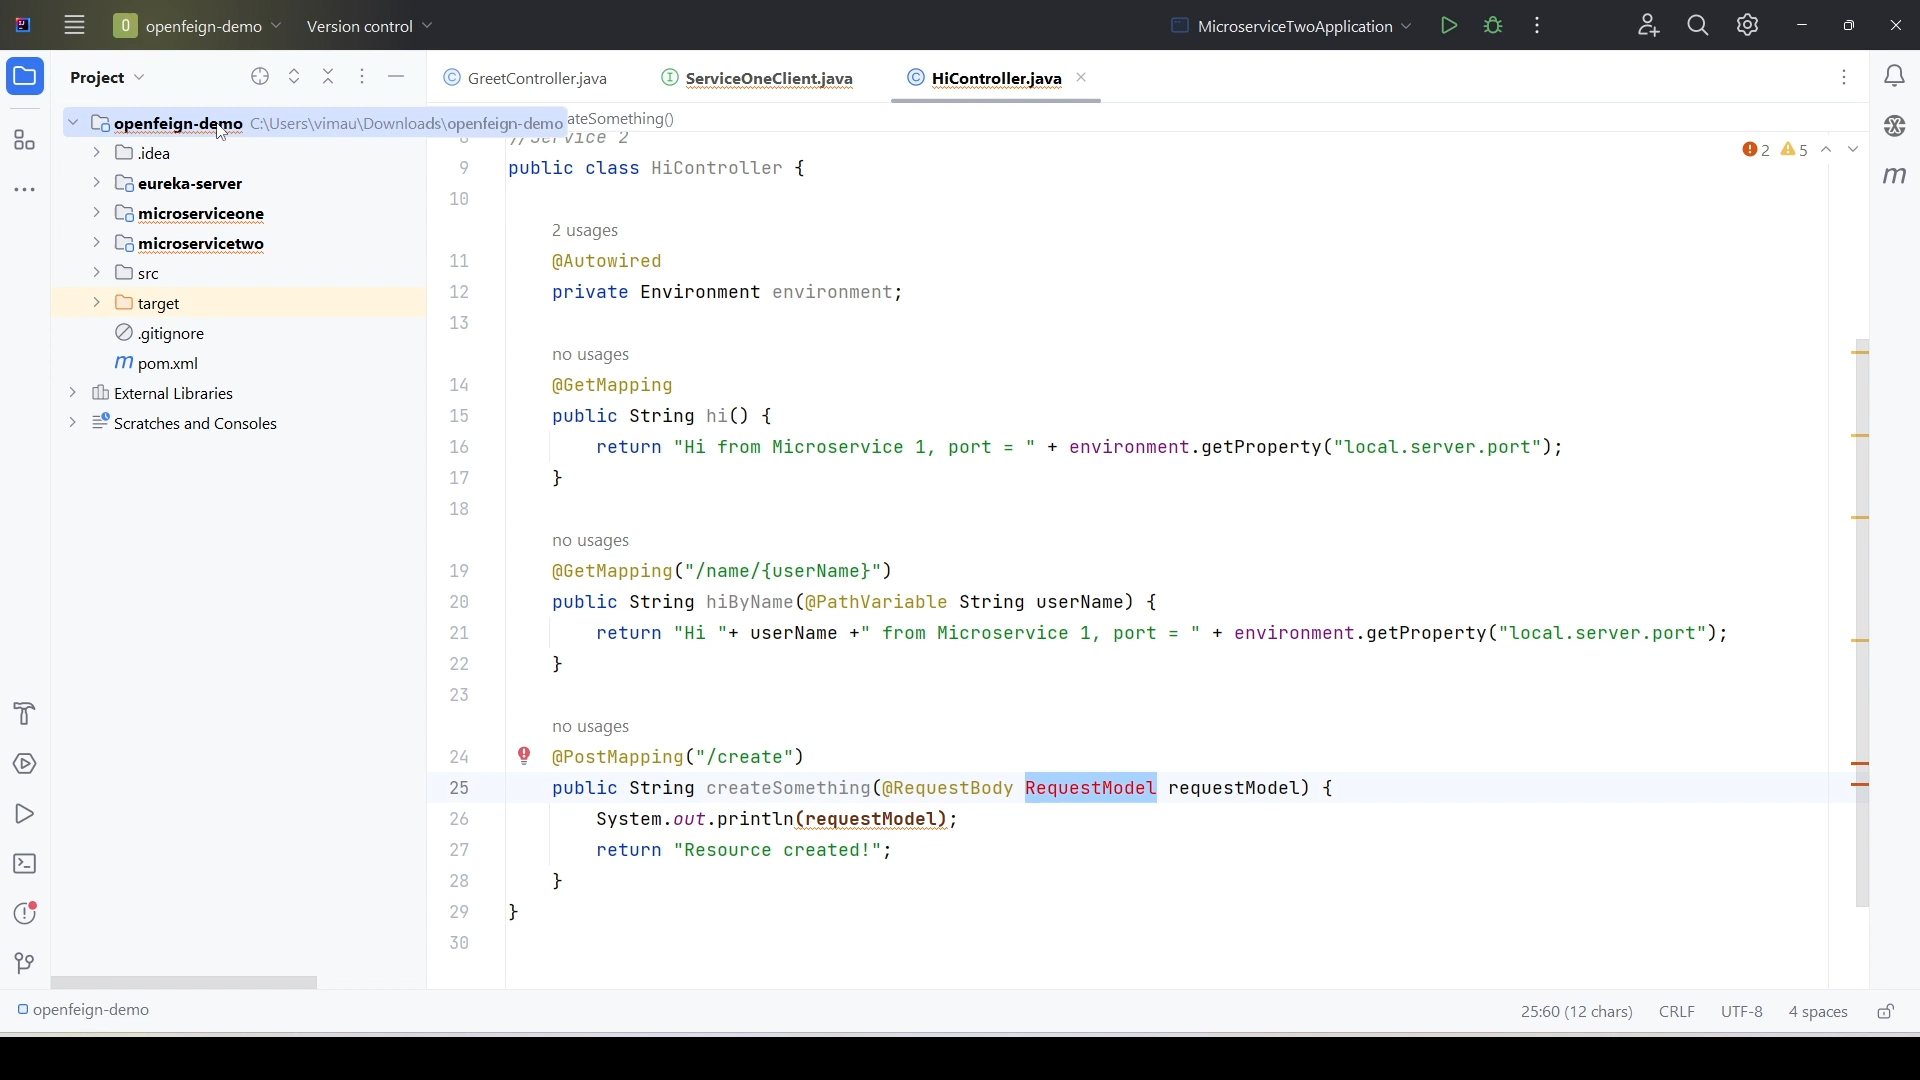 O openfeign-demo Version control MicroserviceTwoApplication
Project GreetController.java ServiceOneClient.java HiController.java
openfeign-demo C:\Users\vimau\Downloads\openfeign-demo ateSomething()
.idea
eureka-server
microserviceone
microservicetwo
src
target
.gitignore
pom.xml
External Libraries
Scratches and Consoles
2 5
//Service 2
9 public class HiController {
10
2 usages
11 @Autowired
12 private Environment environment;
13
no usages
14 @GetMapping
15 public String hi() {
16 return "Hi from Microservice 1, port = " + environment.getProperty("local.server.port");
17 }
18
no usages
19 @GetMapping("/name/{userName}")
20 public String hiByName(@PathVariable String userName) {
21 return "Hi "+ userName +" from Microservice 1, port = " + environment.getProperty("local.server.port");
22 }
23
no usages
24 @PostMapping("/create")
25 public String createSomething(@RequestBody RequestModel requestModel) {
26 System.out.println(requestModel);
27 return "Resource created!";
28 }
29 }
30
openfeign-demo 25:60 (12 chars) CRLF UTF-8 4 spaces